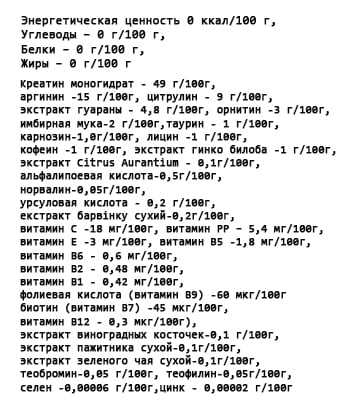 Энергетическая ценность 0 ккал/100 г,
Углеводы – 0 г/100 г,
Белки – 0 г/100 г,
Жиры – 0 г/100 г
Креатин моногидрат - 49 г/100г,
аргинин -15 г/100г, цитрулин - 9 г/100г,
экстракт гуараны - 4,8 г/100г, орнитин -3 г/100г,
имбирная мука-2 г/100г,таурин - 1 г/100г,
карнозин-1,0г/100г, лицин -1 г/100г,
кофеин -1 г/100г, экстракт гинко билоба -1 г/100г,
экстракт Citrus Aurantium - 0,1г/100г,
альфалипоевая кислота-0,5г/100г,
норвалин-0,05г/100г,
урсуловая кислота - 0,2 г/100г,
екстракт барвінку сухий-0,2г/100г,
витамин С -18 мг/100г, витамин РР – 5,4 мг/100г,
витамин Е -3 мг/100г, витамин В5 -1,8 мг/100г,
витамин В6 - 0,6 мг/100г,
витамин В2 - 0,48 мг/100г,
витамин В1 - 0,42 мг/100г,
фолиевая кислота (витамин В9) -60 мкг/100г
биотин (витамин В7) -45 мкг/100г,
витамин В12 - 0,3 мкг/100г),
экстракт виноградных косточек-0,1 г/100г,
экстракт пажитника сухой-0,1г/100г,
экстракт зеленого чая сухой-0,1г/100г,
теобромин-0,05 г/100г, теофилин-0,05г/100г,
селен -0,00006 г/100г,цинк - 0,00002 г/100г